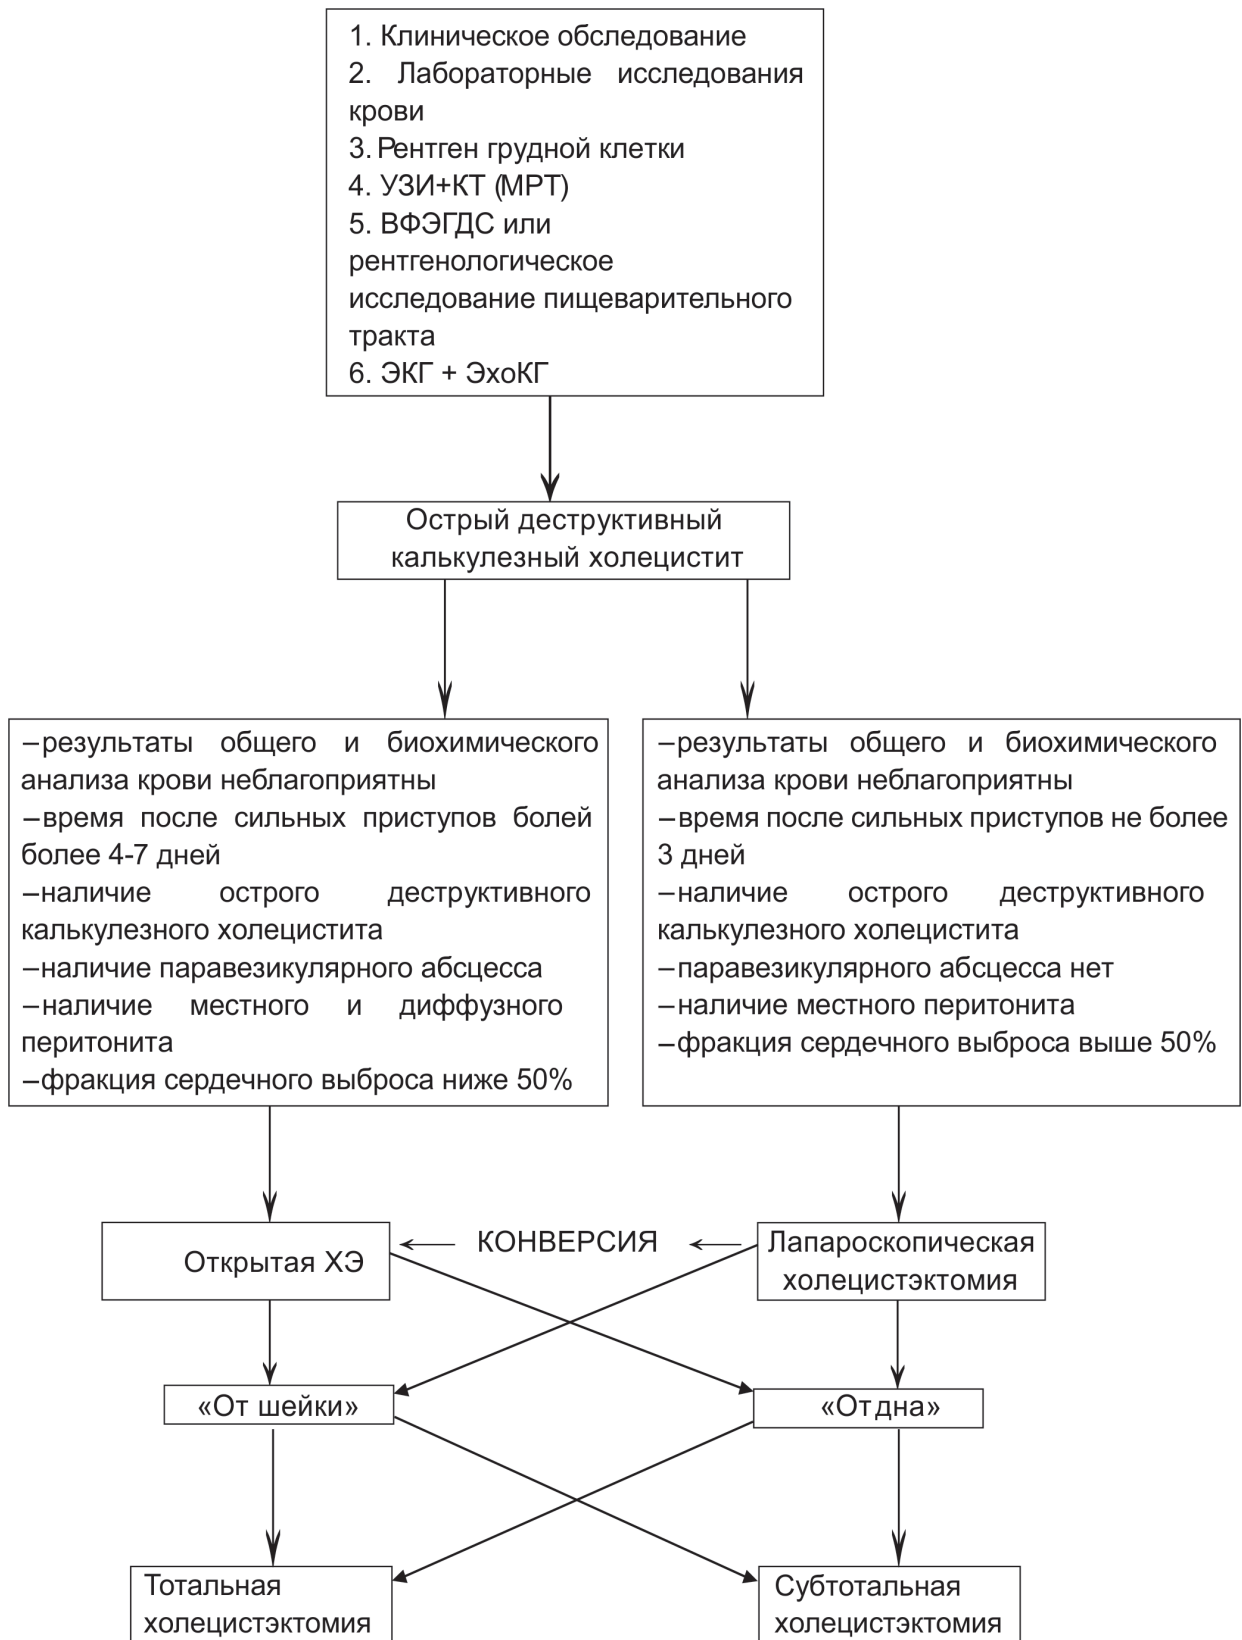 1. Клиническое обследование
2. Лабораторные исследования
крови
3. Рентген грудной клетки
4. УЗИ+КТ (МРТ)
5. ВФЭГДС или
рентгенологическое
исследование пищеварительного
тракта
6. ЭКГ + ЭхоКГ
Острый деструктивный
калькулезный холецистит
–результаты общего и биохимического
анализа крови неблагоприятны
–время после сильных приступов болей
более 4-7 дней
–наличие острого деструктивного
калькулезного холецистита
–наличие паравезикулярного абсцесса
–наличие местного и диффузного
перитонита
–фракция сердечного выброса ниже 50%
–результаты общего и биохимического
анализа крови неблагоприятны
–время после сильных приступов не более
3 дней
–наличие острого деструктивного
калькулезного холецистита
–паравезикулярного абсцесса нет
–наличие местного перитонита
–фракция сердечного выброса выше 50%
Открытая ХЭ
КОНВЕРСИЯ
Лапароскопическая
холецистэктомия
«От шейки»
«От дна»
Тотальная
холецистэктомия
Субтотальная
холецистэктомия